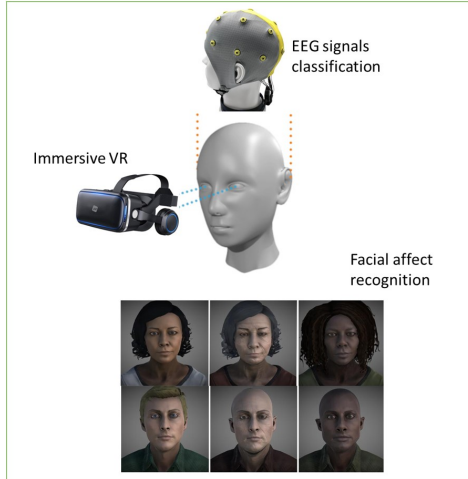 EEG signals
classification
Immersive VR
Facial affect
recognition